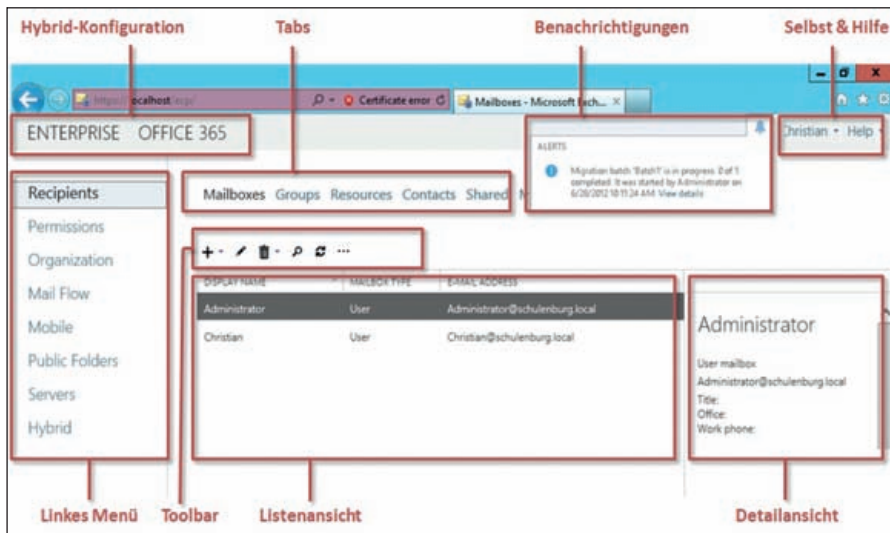 Hybrid-Konfiguration
Tabs
Benachrichtigungen
Selbst & Hilfe
https://localhost/ecp/
Certificate error
Mailboxes - Microsoft Exch...
ENTERPRISE OFFICE 365
Christian
Help
ALERTS
Migration batch 'Batch1' is in progress. 0 of 1
completed. It was started by Administrator on
6/28/2012 10:11:24 AM. View details
Recipients
Permissions
Organization
Mail Flow
Mobile
Public Folders
Servers
Hybrid
Mailboxes Groups Resources Contacts Shared M
DISPLAY NAME MAILBOX TYPE E-MAIL ADDRESS
Administrator User Administrator@schulenburg.local
Christian User Christian@schulenburg.local
Administrator
User mailbox
Administrator@schulenburg.local
Title:
Office:
Work phone:
Linkes Menü
Toolbar
Listenansicht
Detailansicht